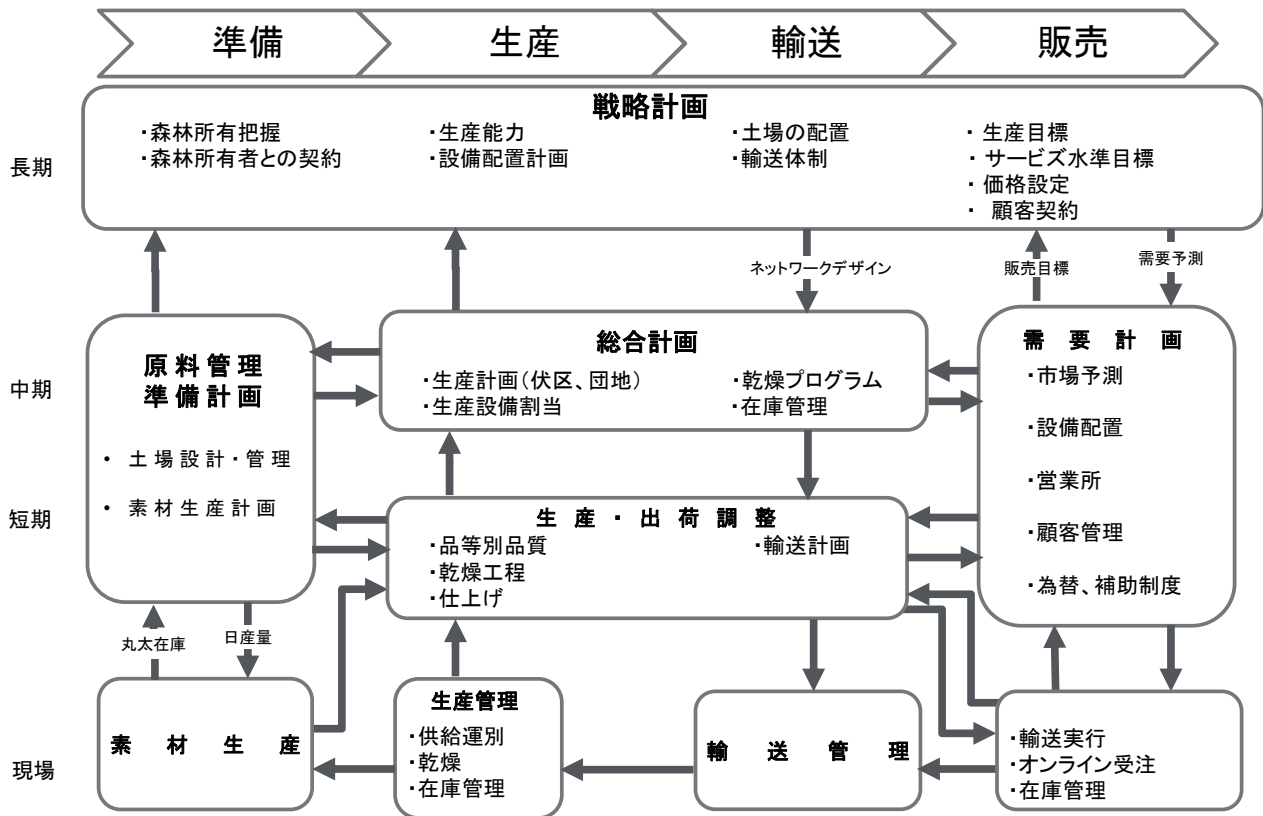 準備
生産
輸送
販売
戦略計画
長期
・森林所有把握
・森林所有者との契約
・生産能力
・設備配置計画
・土場の配置
・輸送体制
・生産目標
・サービズ水準目標
・価格設定
・顧客契約
ネットワークデザイン
販売目標
需要予測
中期
短期
原料管理
準備計画
・土場設計・管理
・素材生産計画
総合計画
・生産計画(伏区、団地)
・生産設備割当
・乾燥プログラム
・在庫管理
需要計画
・市場予測
・設備配置
・営業所
・顧客管理
・為替、補助制度
生産・出荷調整
・品等別品質
・乾燥工程
・仕上げ
・輸送計画
丸太在庫
日産量
現場
素材生産
生産管理
・供給運別
・乾燥
・在庫管理
輸送管理
・輸送実行
・オンライン受注
・在庫管理